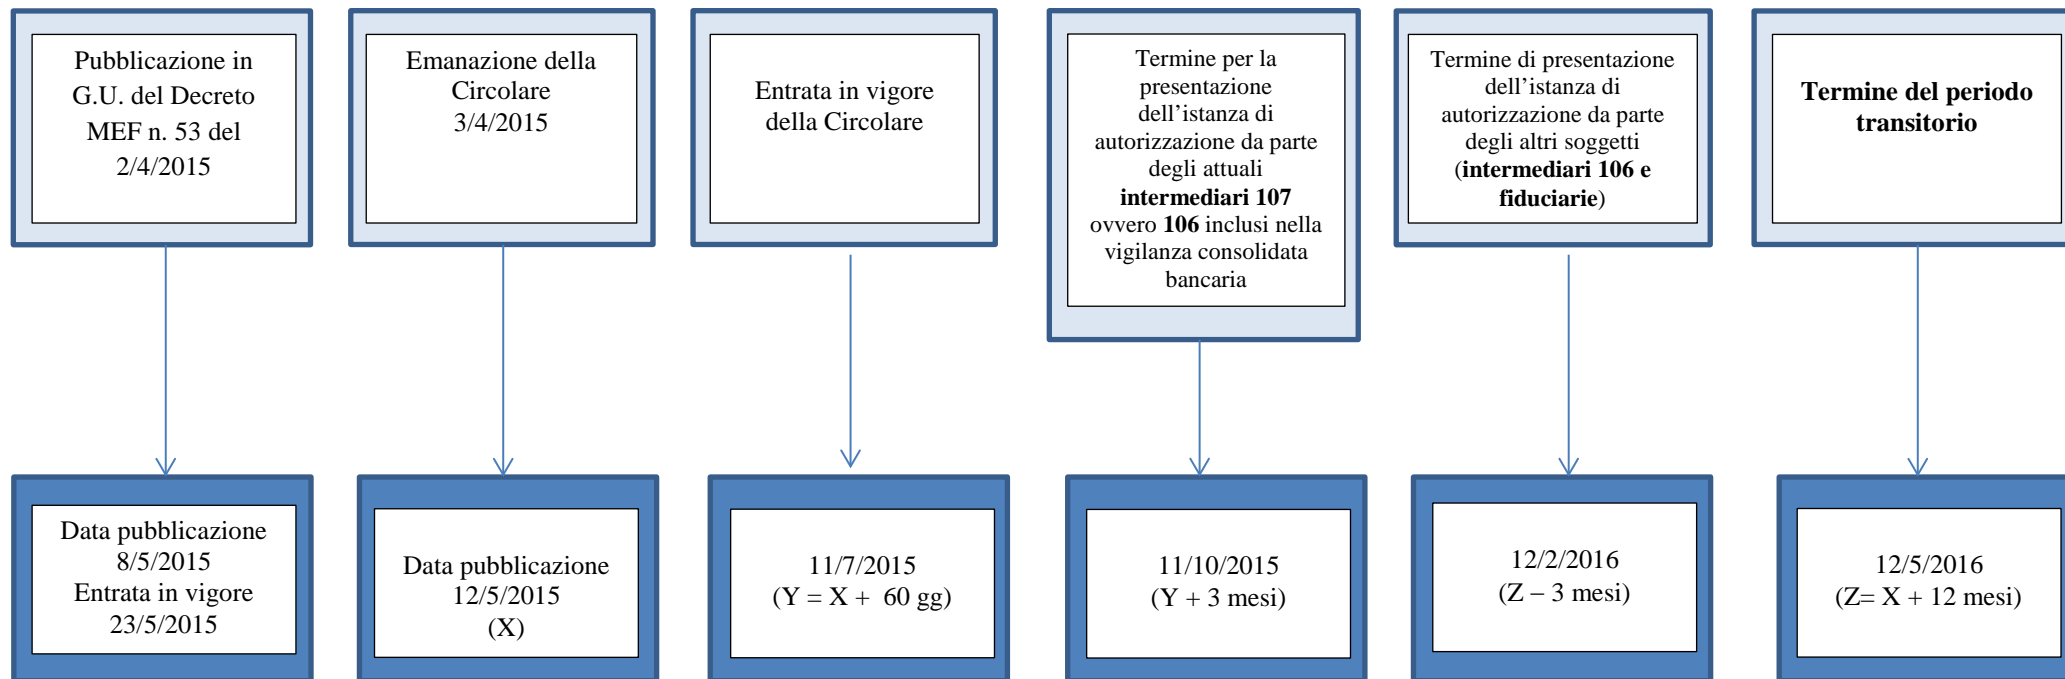 Pubblicazione in
G.U. del Decreto
MEF n. 53 del
2/4/2015
Emanazione della
Circolare
3/4/2015
Entrata in vigore
della Circolare
Termine per la
presentazione
dell’istanza di
autorizzazione da parte
degli attuali
intermediari 107
ovvero 106 inclusi nella
vigilanza consolidata
bancaria
Termine di presentazione
dell’istanza di
autorizzazione da parte
degli altri soggetti
(intermediari 106 e
fiduciarie)
Termine del periodo
transitorio
Data pubblicazione
8/5/2015
Entrata in vigore
23/5/2015
Data pubblicazione
12/5/2015
(X)
11/7/2015
(Y = X +  60 gg)
11/10/2015
(Y + 3 mesi)
12/2/2016
(Z – 3 mesi)
12/5/2016
(Z= X + 12 mesi)